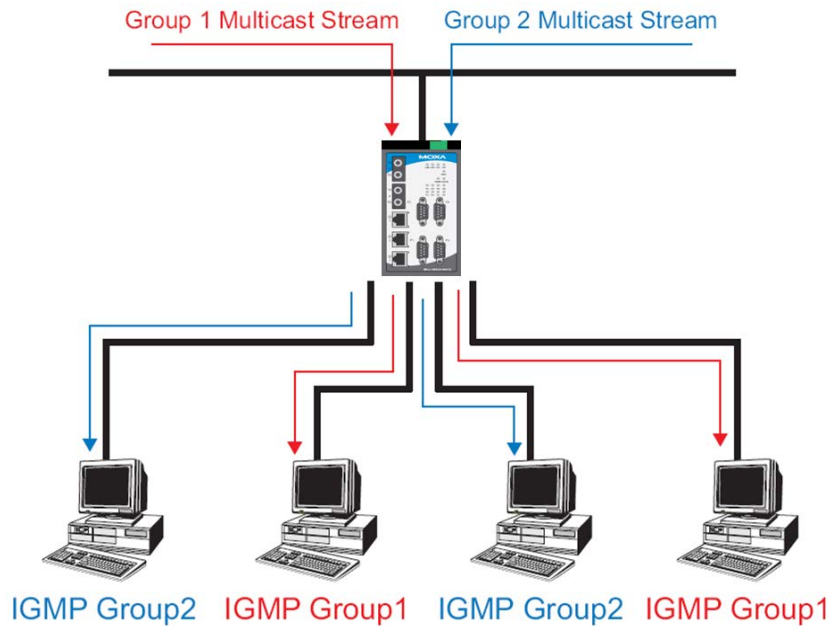 Group 1 Multicast Stream
Group 2 Multicast Stream
MOXA
IGMP Group2
IGMP Group1
IGMP Group2
IGMP Group1